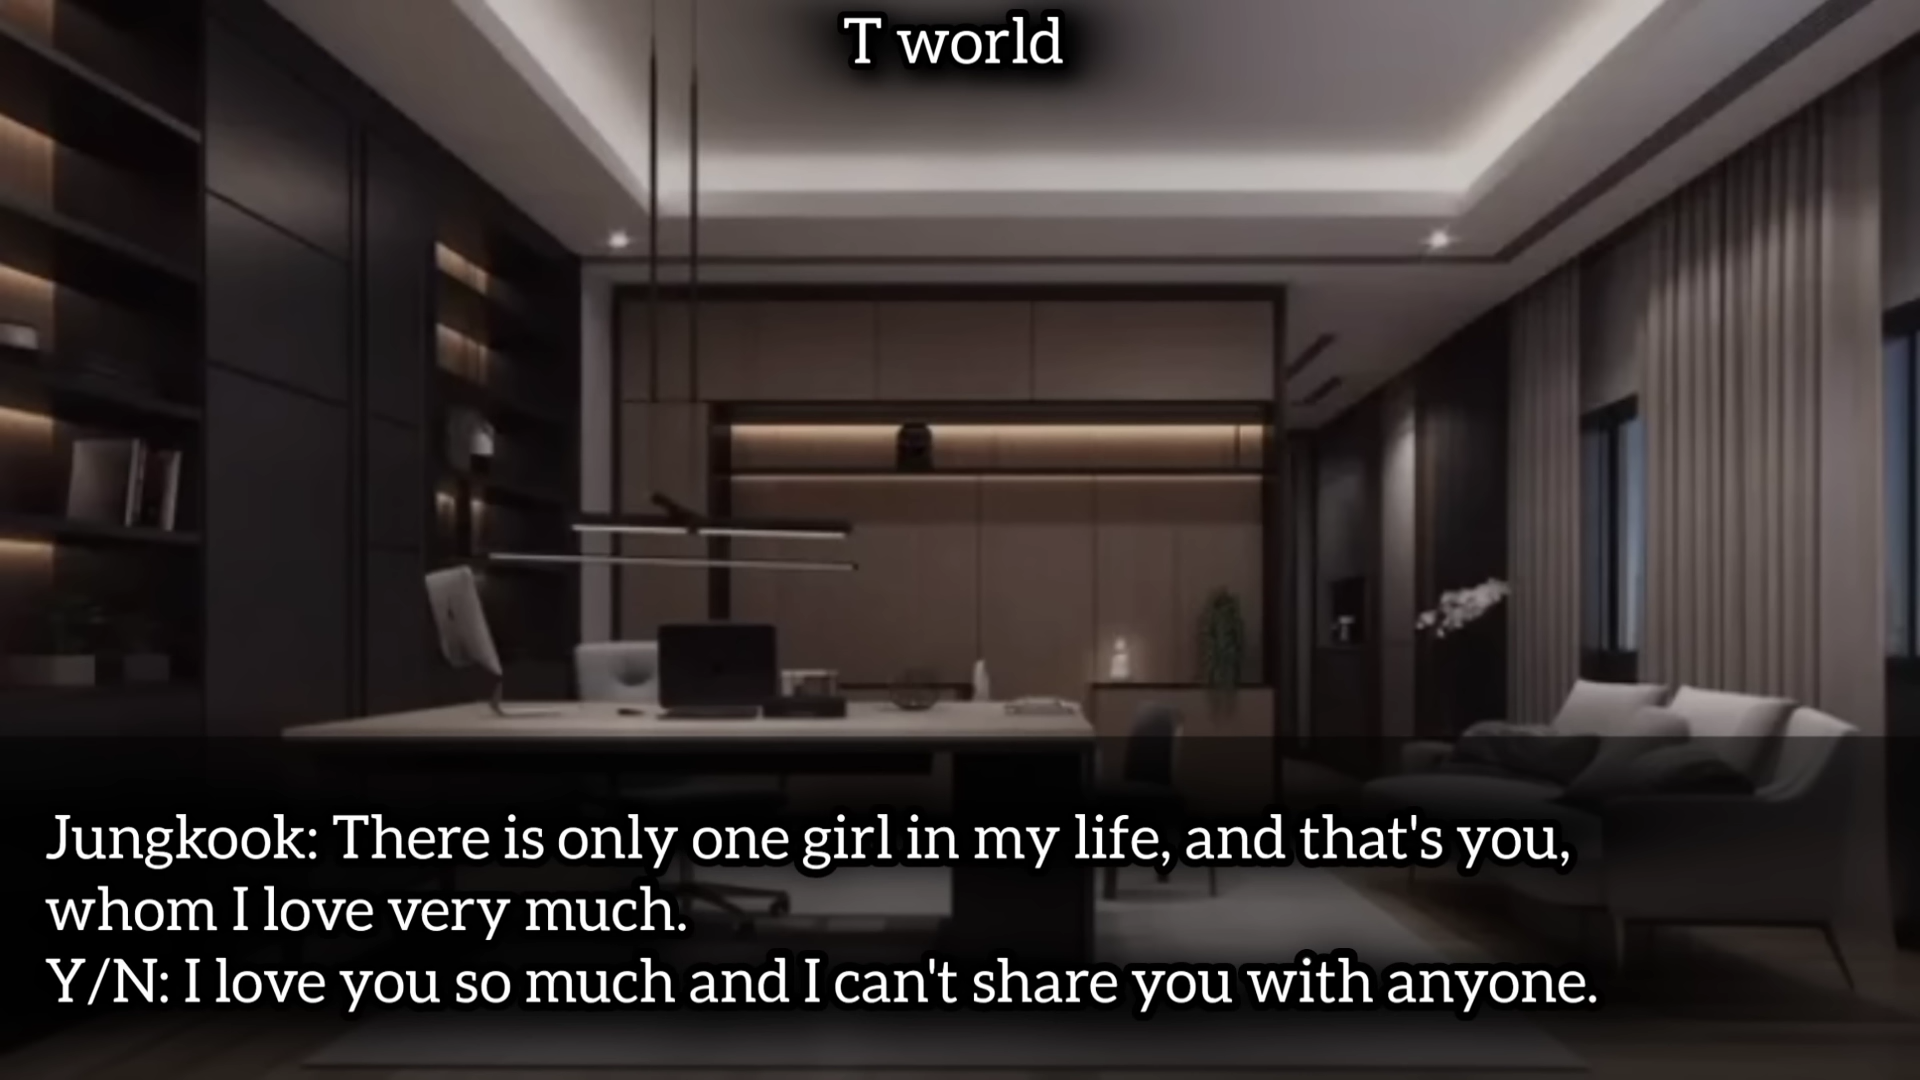 T world
Jungkook: There is only one girl in my life, and that's you,
whom I love very much.
Y/N: I love you so much and I can't share you with anyone.